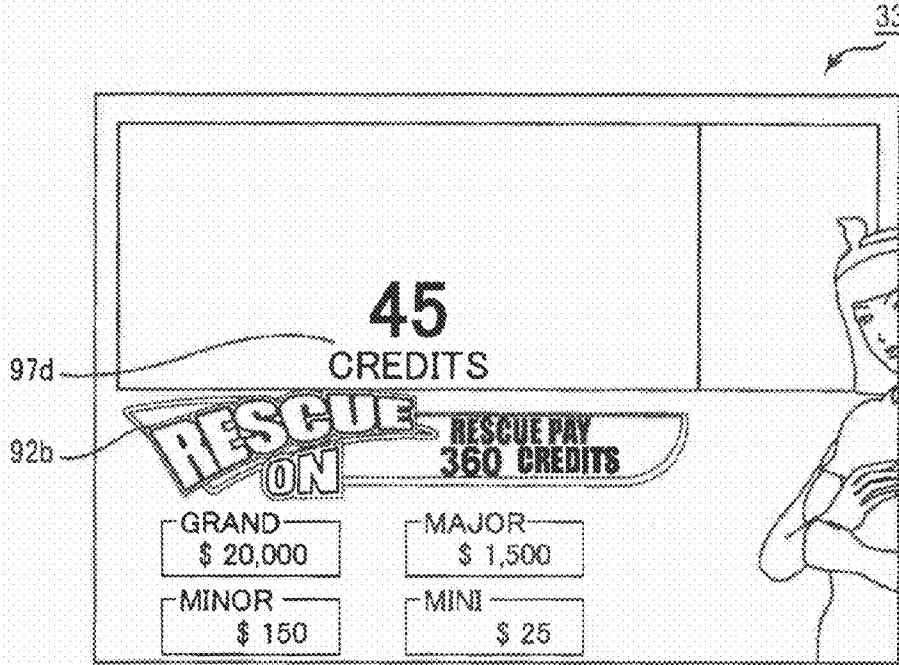 33
45
CREDITS
97d
RESCUE
ON
RESCUE PAY
360 CREDITS
92b
GRAND
$ 20,000
MAJOR
$ 1,500
MINOR
$ 150
MINI
$ 25